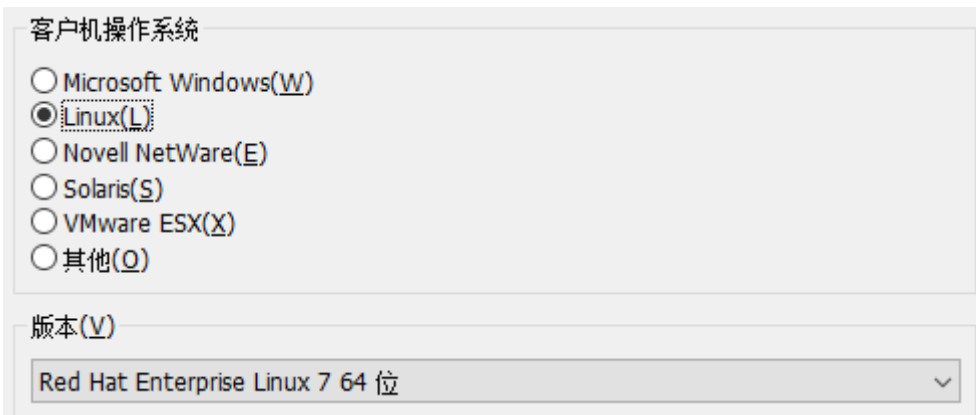 客户机操作系统
Microsoft Windows(W)
Linux(L)
Novell NetWare(E)
Solaris(S)
VMware ESX(X)
其他(O)
版本(V)
Red Hat Enterprise Linux 7 64 位